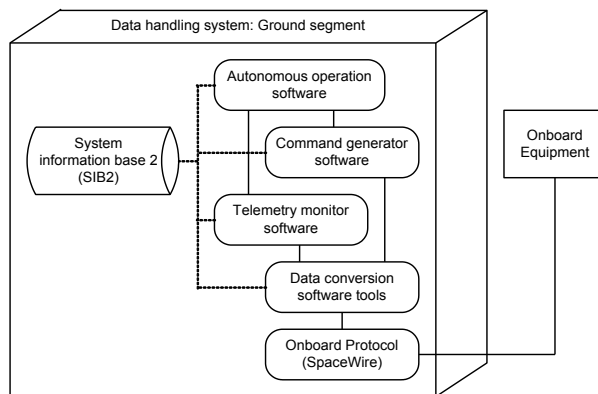 Data handling system: Ground segment
Autonomous operation
software
System
information base 2
(SIB2)
Command generator
software
Onboard
Equipment
Telemetry monitor
software
Data conversion
software tools
Onboard Protocol
(SpaceWire)